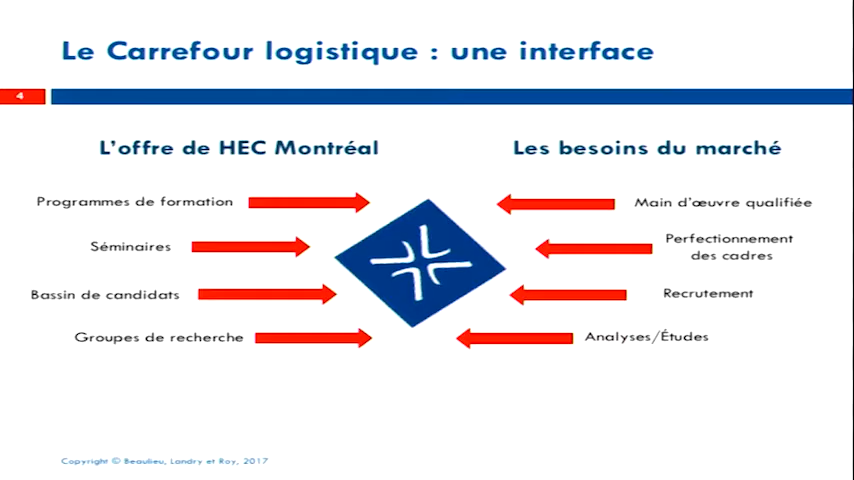 Le Carrefour logistique : une interface
4
L'offre de HEC Montréal
Les besoins du marché
Programmes de formation
Main d'œuvre qualifiée
Séminaires
Perfectionnement
des cadres
Bassin de candidats
Recrutement
Groupes de recherche
Analyses/Études
Copyright © Beaulieu, Landry et Roy, 2017